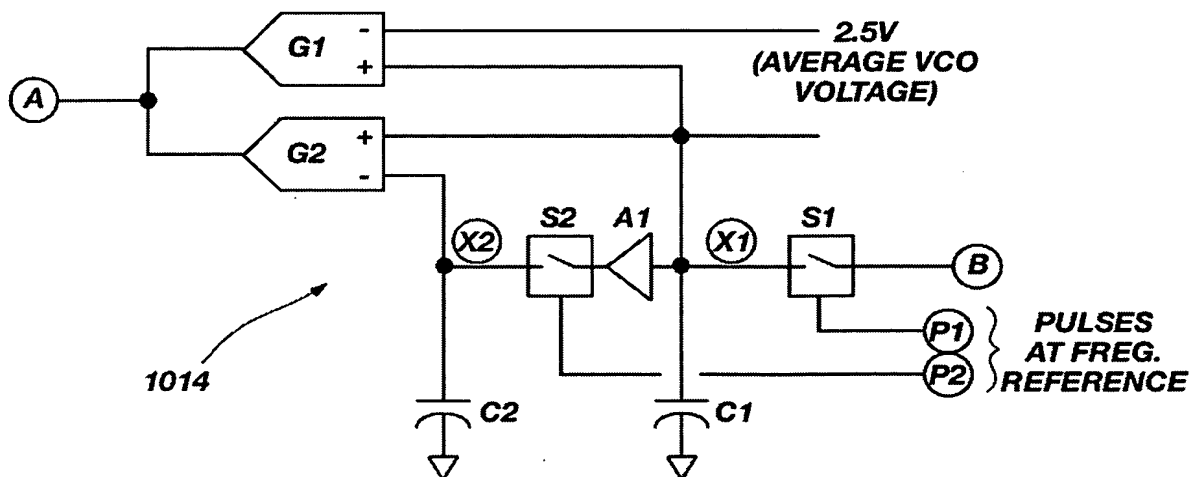 G1
-
+
2.5V
(AVERAGE VCO
VOLTAGE)
A
G2
+
-
X2
S2
A1
X1
S1
B
P1
P2
PULSES
AT FREG.
REFERENCE
1014
C2
C1